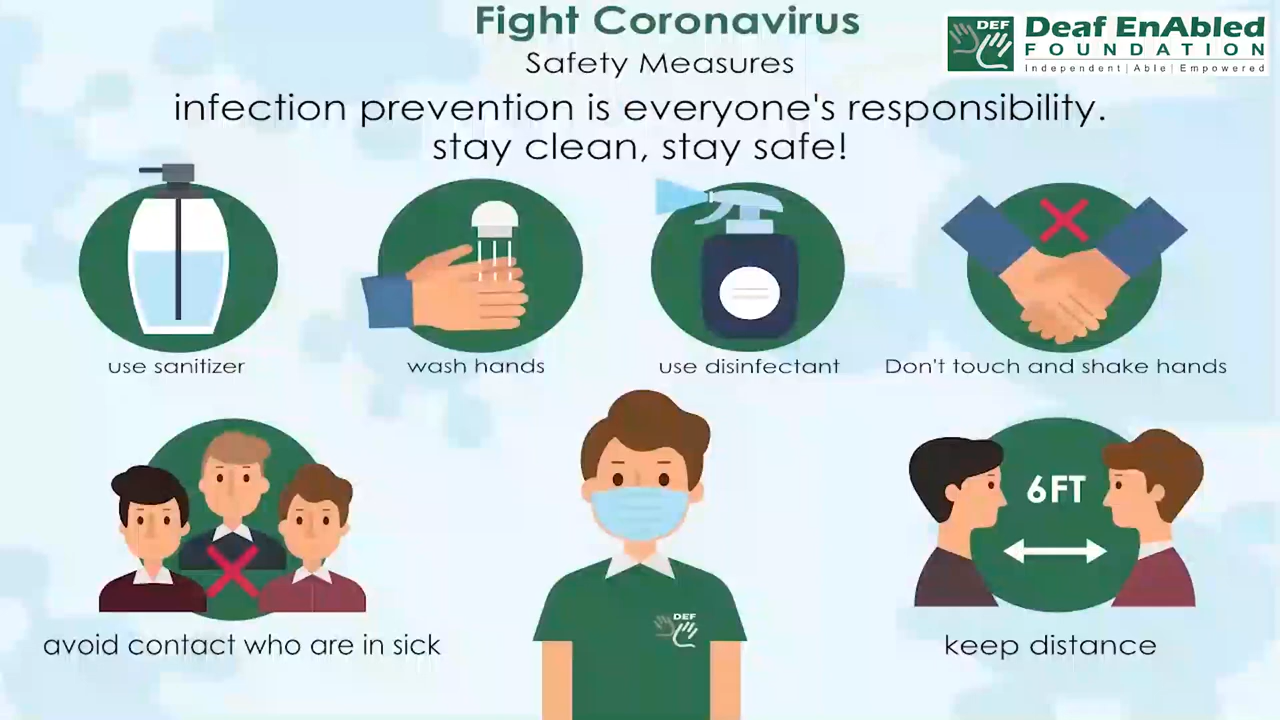 Fight Coronavirus
Safety Measures
DEF
Deaf EnAbled
FOUNDATION
Independent | Able | Empowered
infection prevention is everyone's responsibility.
stay clean, stay safe!
use sanitizer
wash hands
use disinfectant
Don't touch and shake hands
6FT
DEF
avoid contact who are in sick
keep distance